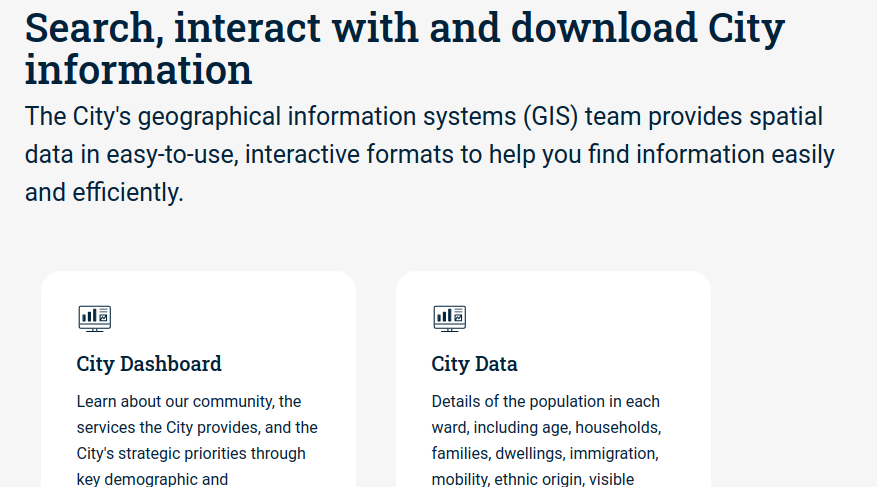 Search, interact with and download City
information
The City's geographical information systems (GIS) team provides spatial
data in easy-to-use, interactive formats to help you find information easily
and efficiently.
City Dashboard
Learn about our community, the
services the City provides, and the
City's strategic priorities through
key demographic and
City Data
Details of the population in each
ward, including age, households,
families, dwellings, immigration,
mobility, ethnic origin, visible